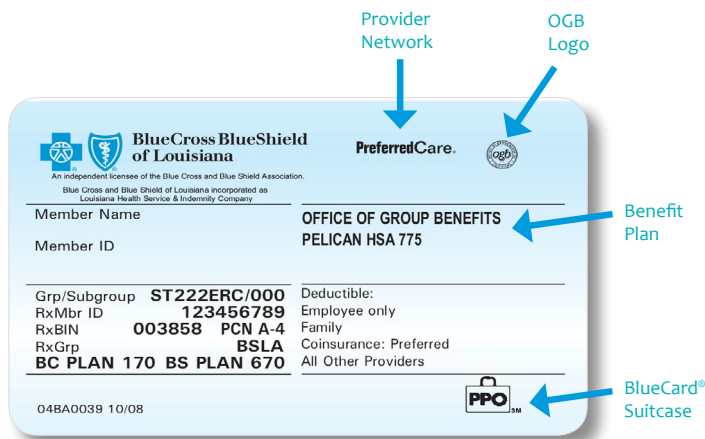 Provider
Network
OGB
Logo
BlueCross BlueShield
of Louisiana
An independent licensee of the Blue Cross and Blue Shield Association.
Blue Cross and Blue Shield of Louisiana incorporated as
Louisiana Health Service & Indemnity Company
PreferredCare.
ogb
Member Name
Member ID
OFFICE OF GROUP BENEFITS
PELICAN HSA 775
Benefit
Plan
Grp/Subgroup ST222ERC/000
RxMbr ID 123456789
RxBIN 003858 PCN A-4
RxGrp BSLA
BC PLAN 170 BS PLAN 670
Deductible:
Employee only
Family
Coinsurance: Preferred
All Other Providers
04BA0039 10/08
PPO SM
BlueCard®
Suitcase